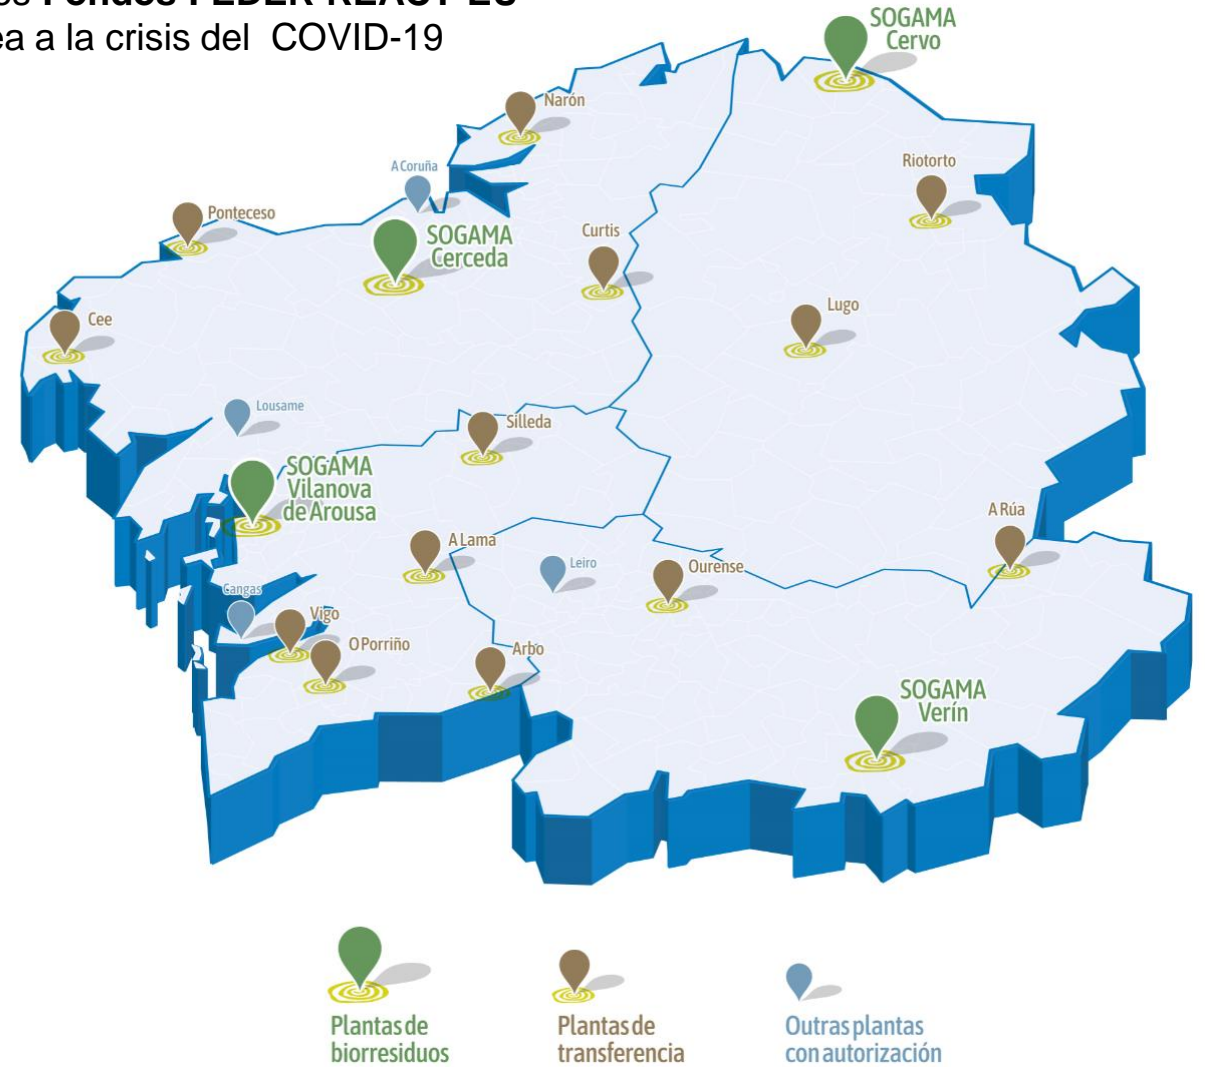 Fondos FEDER REACT-EU
a la crisis del COVID-19
SOGAMA
Cervo
Narón
A Coruña
Riotorto
Ponteceso
SOGAMA
Cerceda
Curtis
Cee
Lugo
Lousame
Silleda
SOGAMA
Vilanova
de Arousa
A Rúa
A Lama
Leiro
Ourense
Cangas
Vigo
O Porriño
Arbo
SOGAMA
Verín
Plantas de
biorresiduos
Plantas de
transferencia
Outras plantas
con autorización